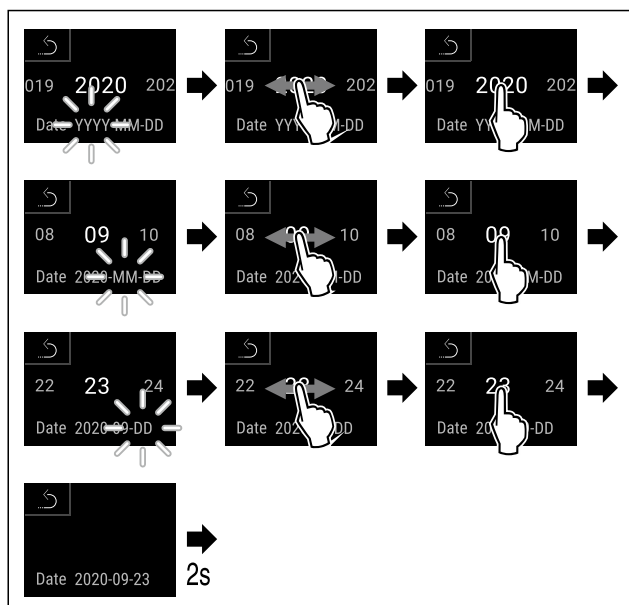 019 2020 202
Date YYYY-MM-DD
019 202
Date YYY -DD
019 2020 202
Date YY M-DD
08 09 10
Date 2020-MM-DD
08 10
Date 202 -DD
08 09 10
Date 20 M-DD
22 23 24
Date 2020-09-DD
22 23 24
Date 202 DD
22 23 24
Date 20 -DD
Date 2020-09-23
2s